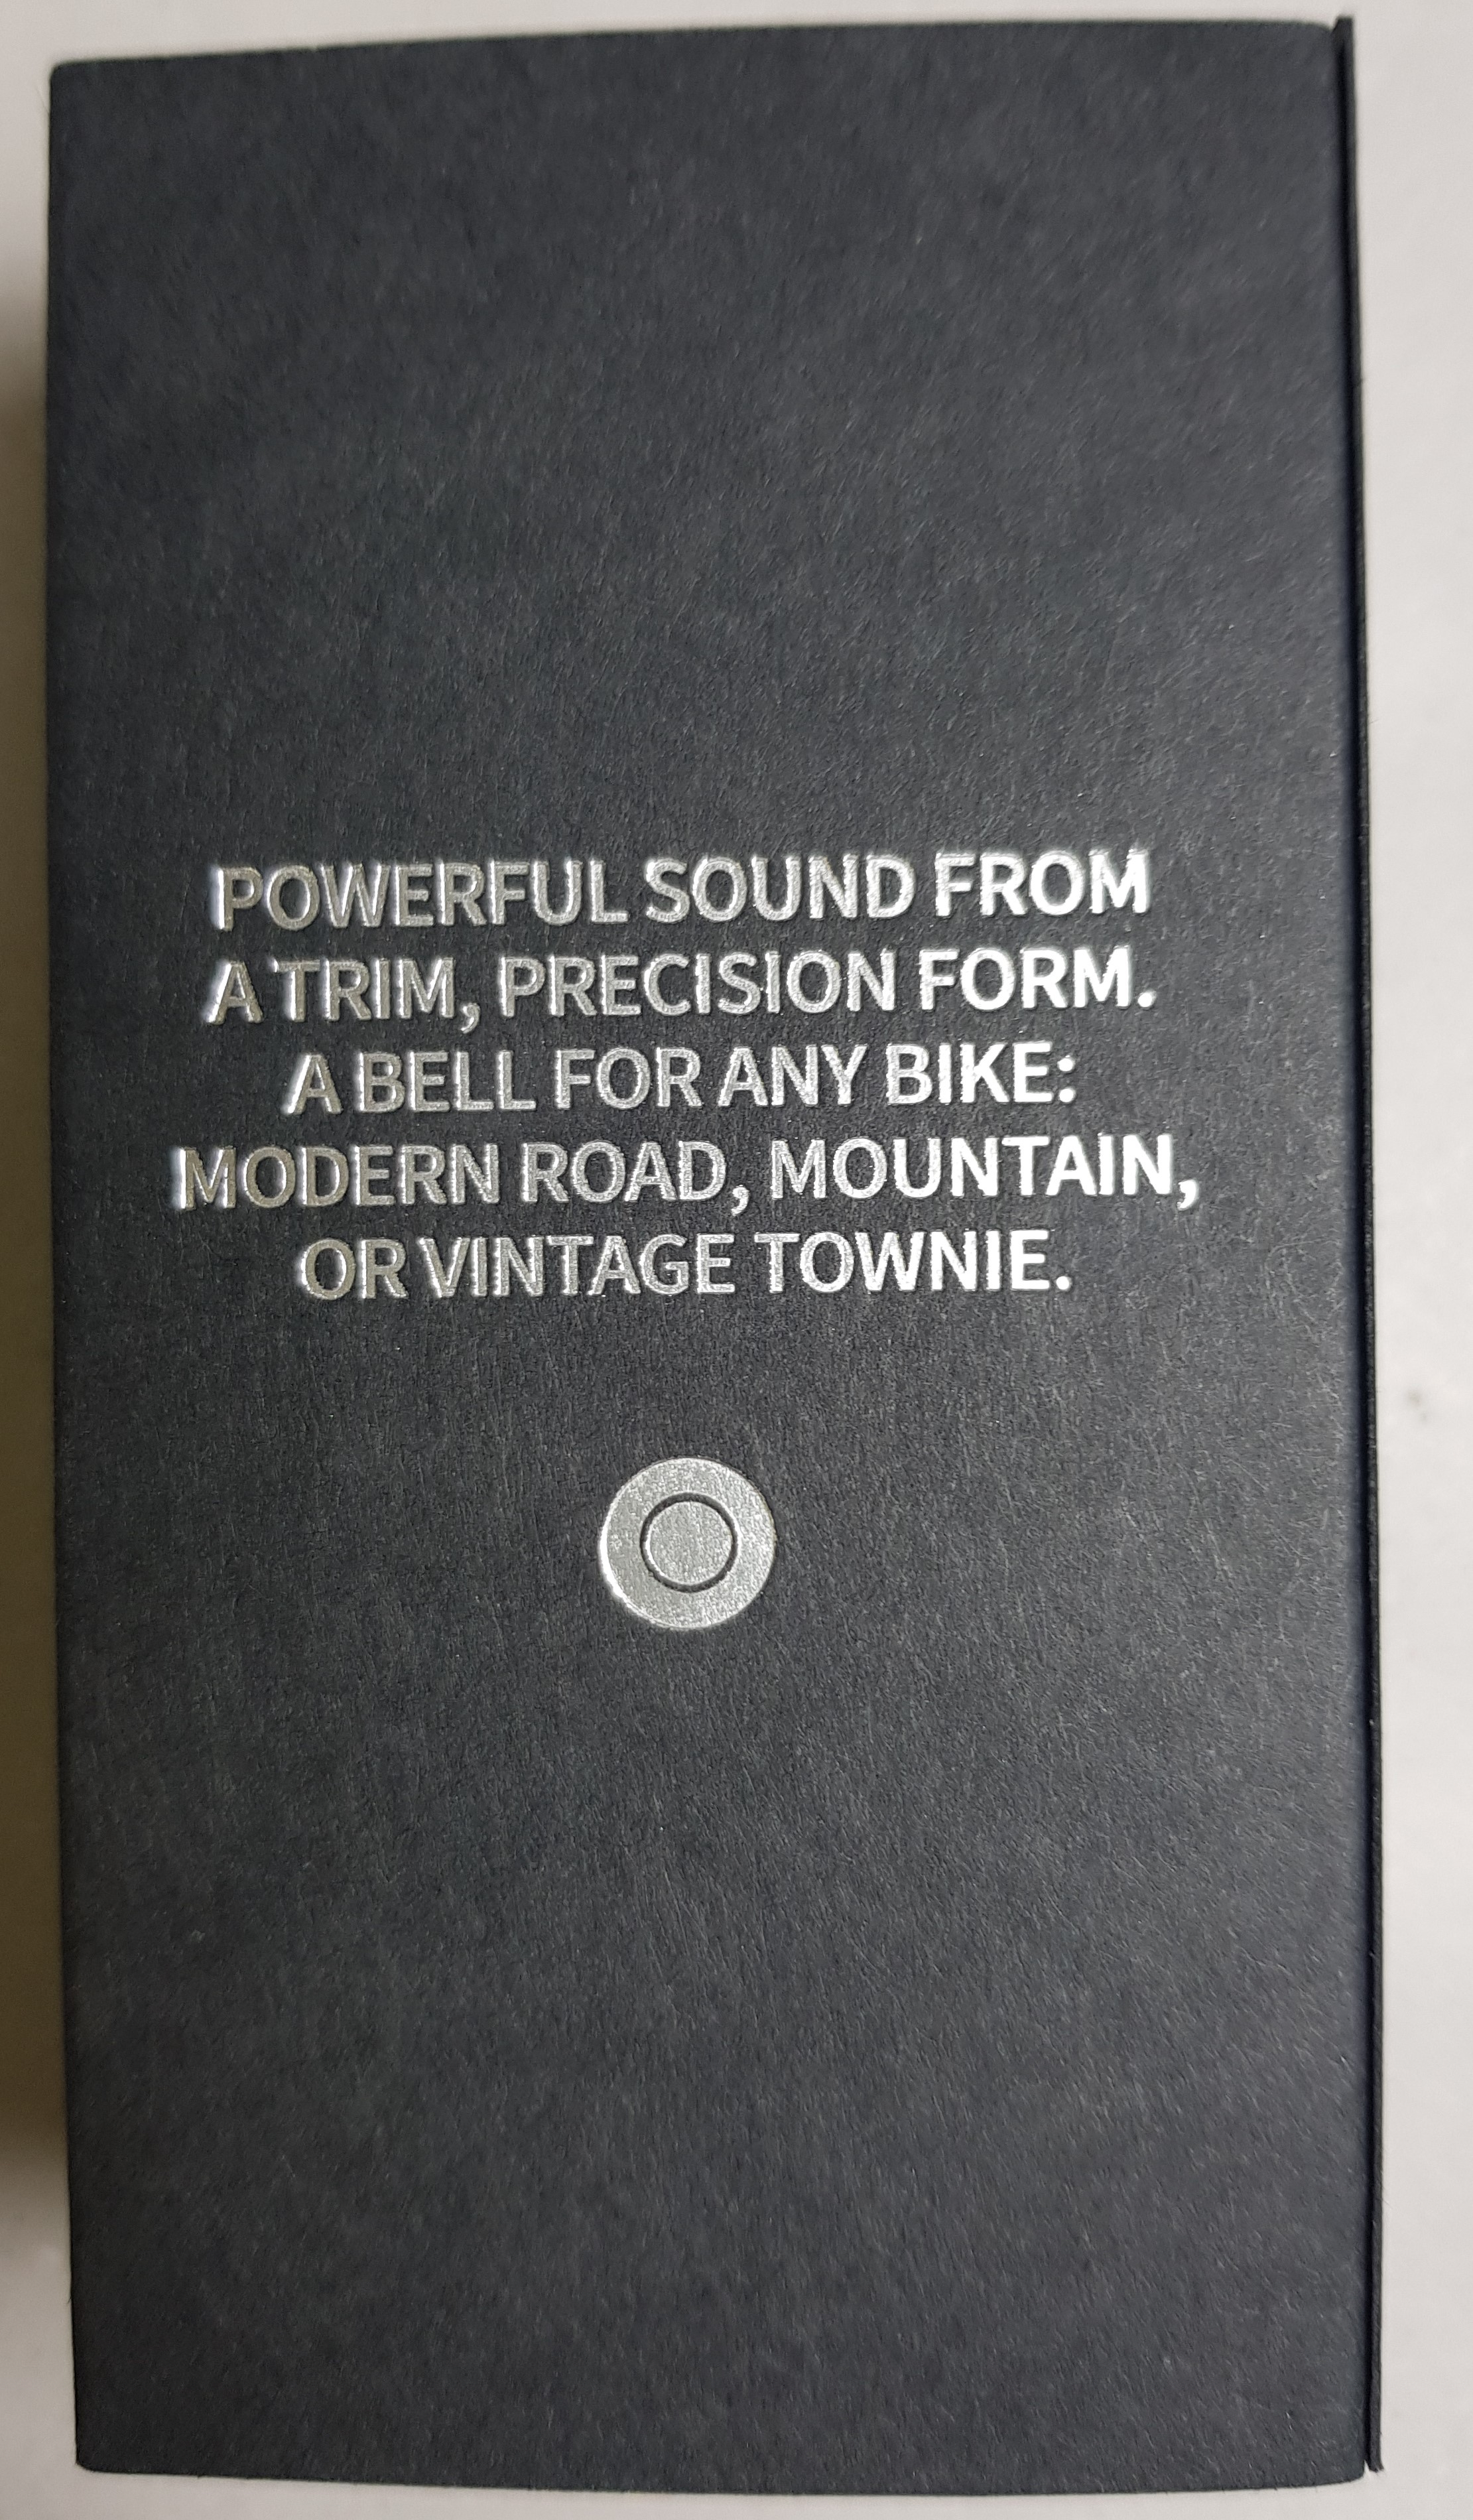 POWERFUL SOUND FROM
A TRIM, PRECISION FORM.
A BELL FOR ANY BIKE:
MODERN ROAD, MOUNTAIN,
OR VINTAGE TOWNIE.